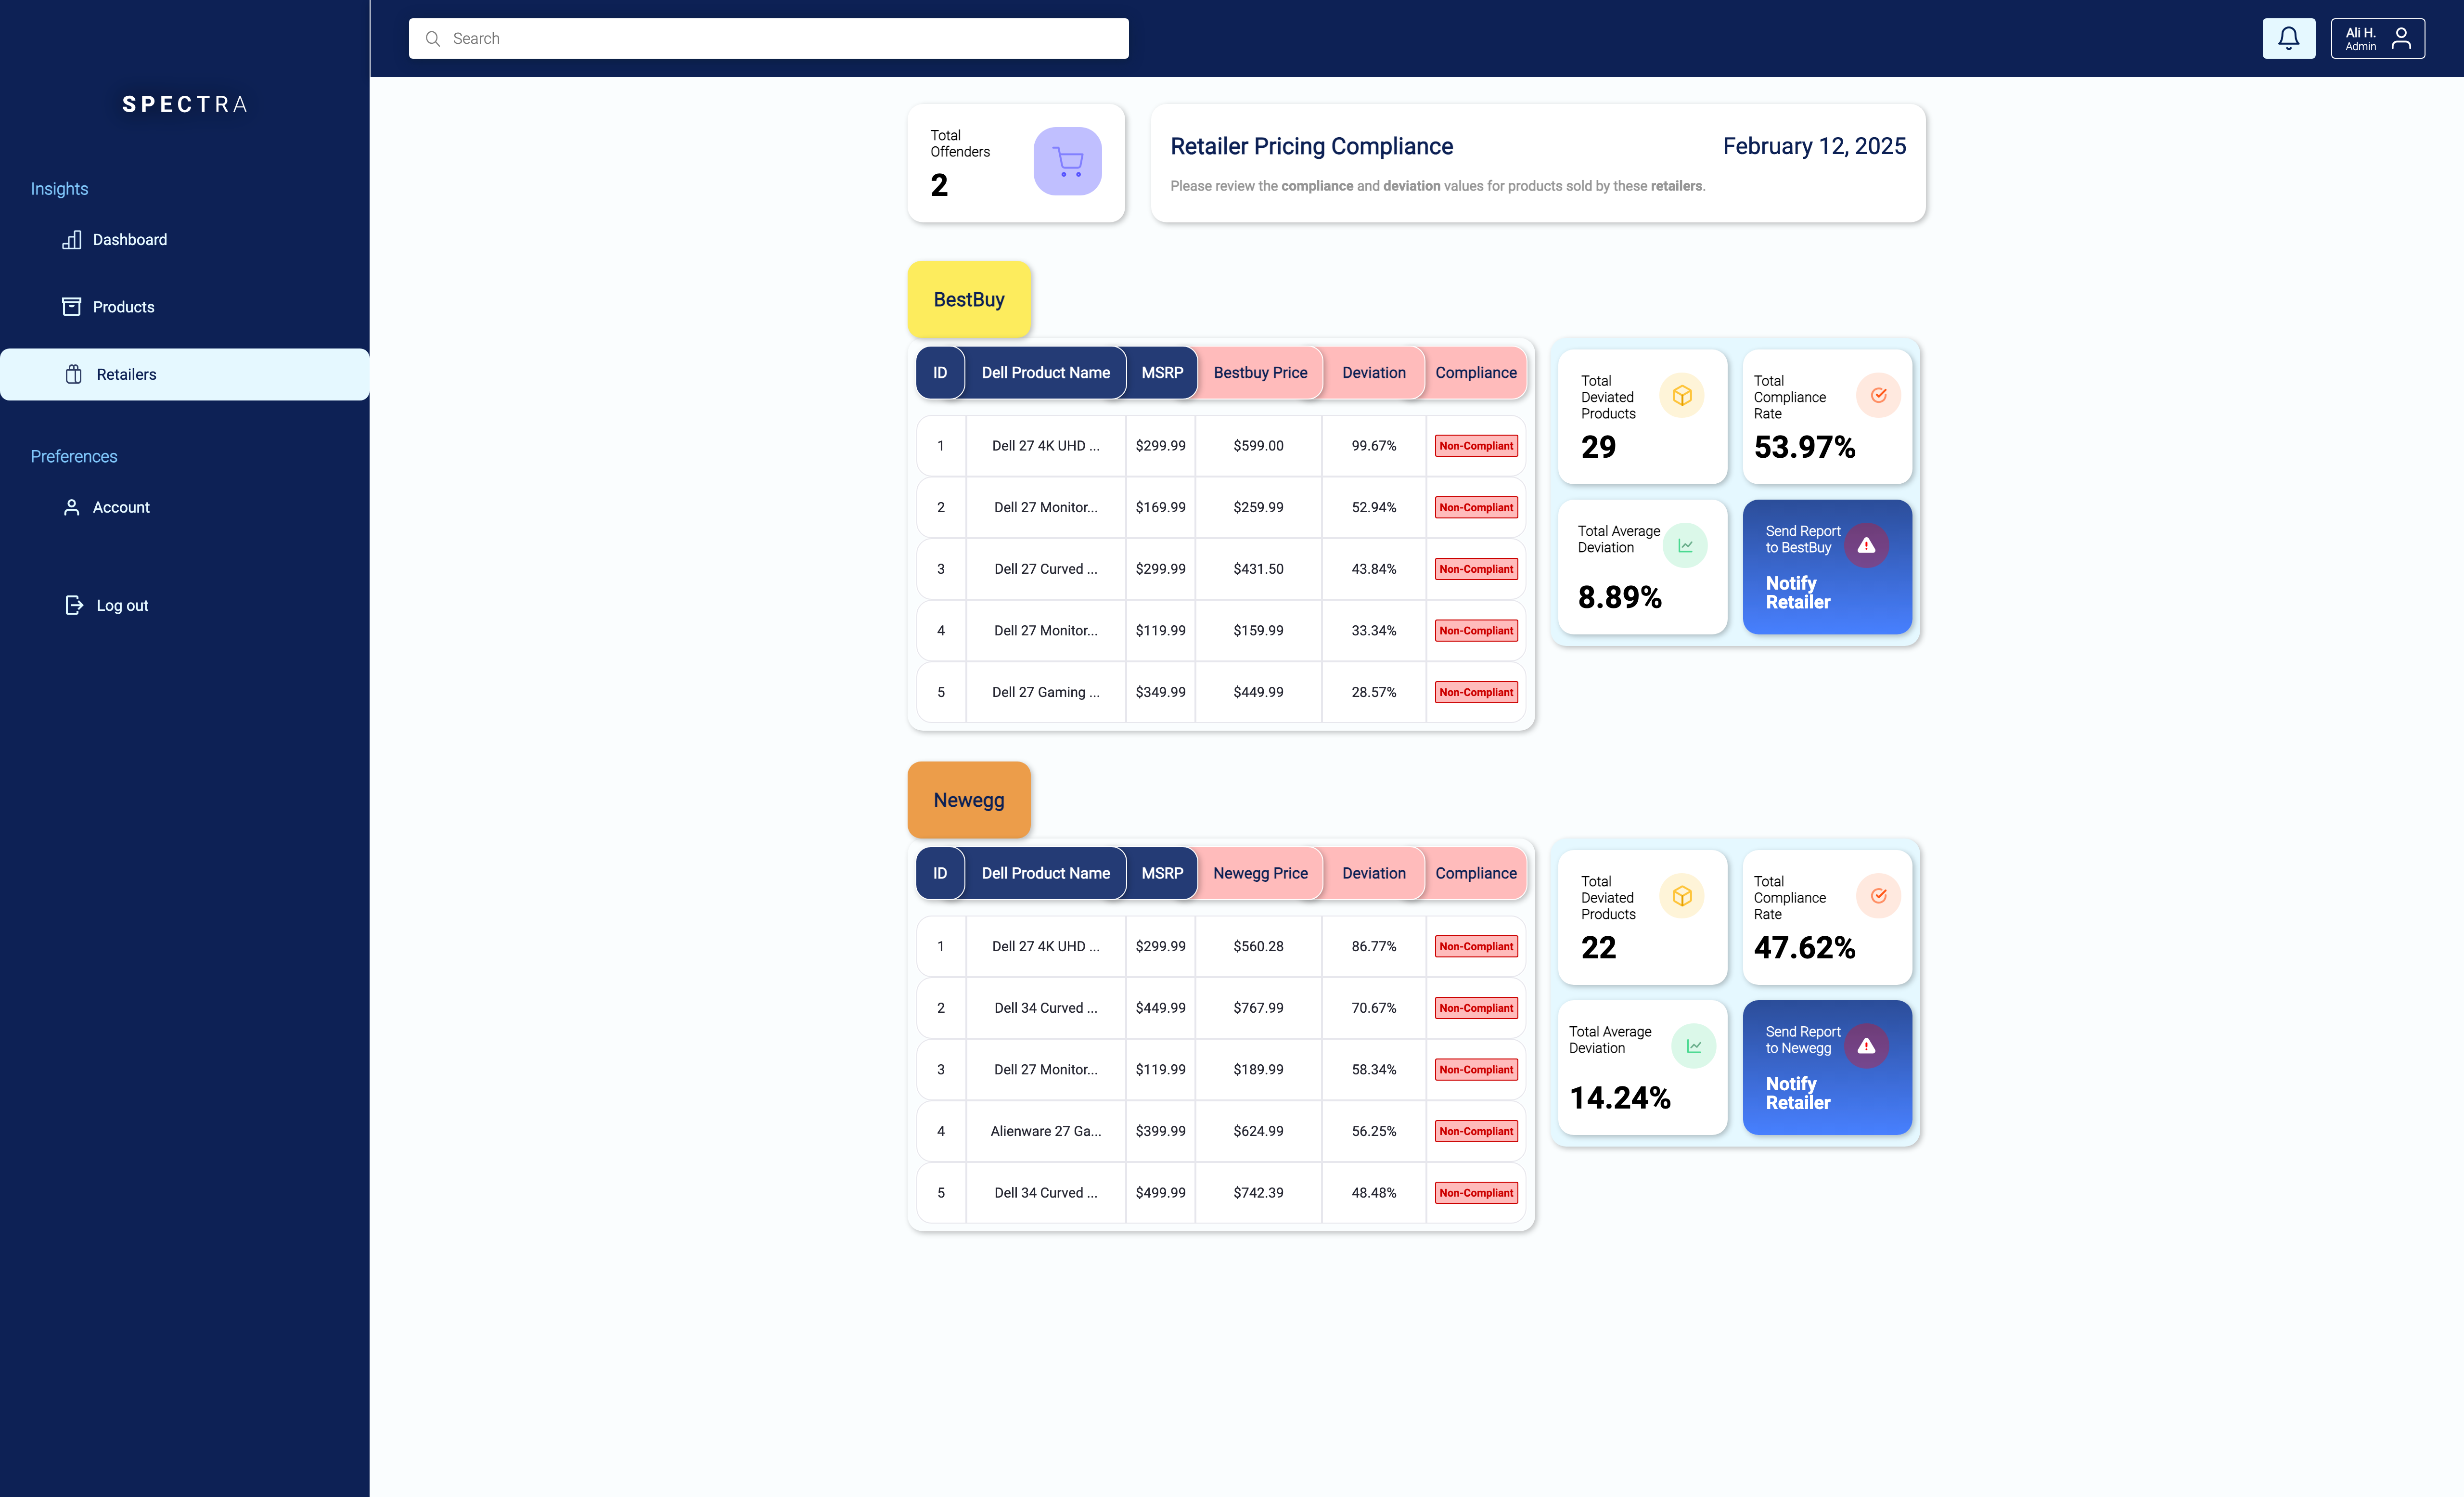 Search
Ali H.
Admin
SPECTRA
Insights
Dashboard
Products
Retailers
Preferences
Account
Log out
Total
Offenders
2
Retailer Pricing Compliance
February 12, 2025
Please review the compliance and deviation values for products sold by these retailers.
BestBuy
ID Dell Product Name MSRP Bestbuy Price Deviation Compliance
1 Dell 27 4K UHD ... $299.99 $599.00 99.67% Non-Compliant
2 Dell 27 Monitor... $169.99 $259.99 52.94% Non-Compliant
3 Dell 27 Curved ... $299.99 $431.50 43.84% Non-Compliant
4 Dell 27 Monitor... $119.99 $159.99 33.34% Non-Compliant
5 Dell 27 Gaming ... $349.99 $449.99 28.57% Non-Compliant
Total
Deviated
Products
29
Total
Compliance
Rate
53.97%
Total Average
Deviation
8.89%
Send Report
to BestBuy
Notify
Retailer
Newegg
ID Dell Product Name MSRP Newegg Price Deviation Compliance
1 Dell 27 4K UHD ... $299.99 $560.28 86.77% Non-Compliant
2 Dell 34 Curved ... $449.99 $767.99 70.67% Non-Compliant
3 Dell 27 Monitor... $119.99 $189.99 58.34% Non-Compliant
4 Alienware 27 Ga... $399.99 $624.99 56.25% Non-Compliant
5 Dell 34 Curved ... $499.99 $742.39 48.48% Non-Compliant
Total
Deviated
Products
22
Total
Compliance
Rate
47.62%
Total Average
Deviation
14.24%
Send Report
to Newegg
Notify
Retailer